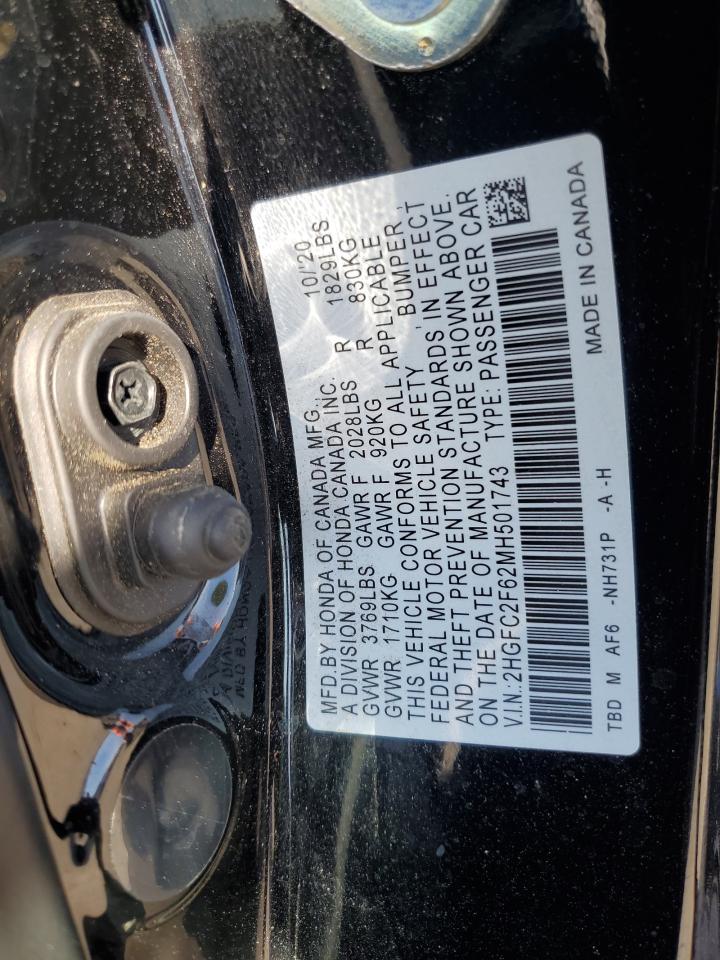 MFD.BY HONDA OF CANADA MFG., 10/'20
A DIVISION OF HONDA CANADA INC.
GVWR 3769LBS GAWR F 2028LBS R 1829LBS
GVWR 1710KG GAWR F 920KG R 830KG
THIS VEHICLE CONFORMS TO ALL APPLICABLE
FEDERAL MOTOR VEHICLE SAFETY, BUMPER,
AND THEFT PREVENTION STANDARDS IN EFFECT
ON THE DATE OF MANUFACTURE SHOWN ABOVE.
V.I.N.:2HGFC2F62MH501743 TYPE: PASSENGER CAR
TBD M AF6 -NH731P -A -H MADE IN CANADA